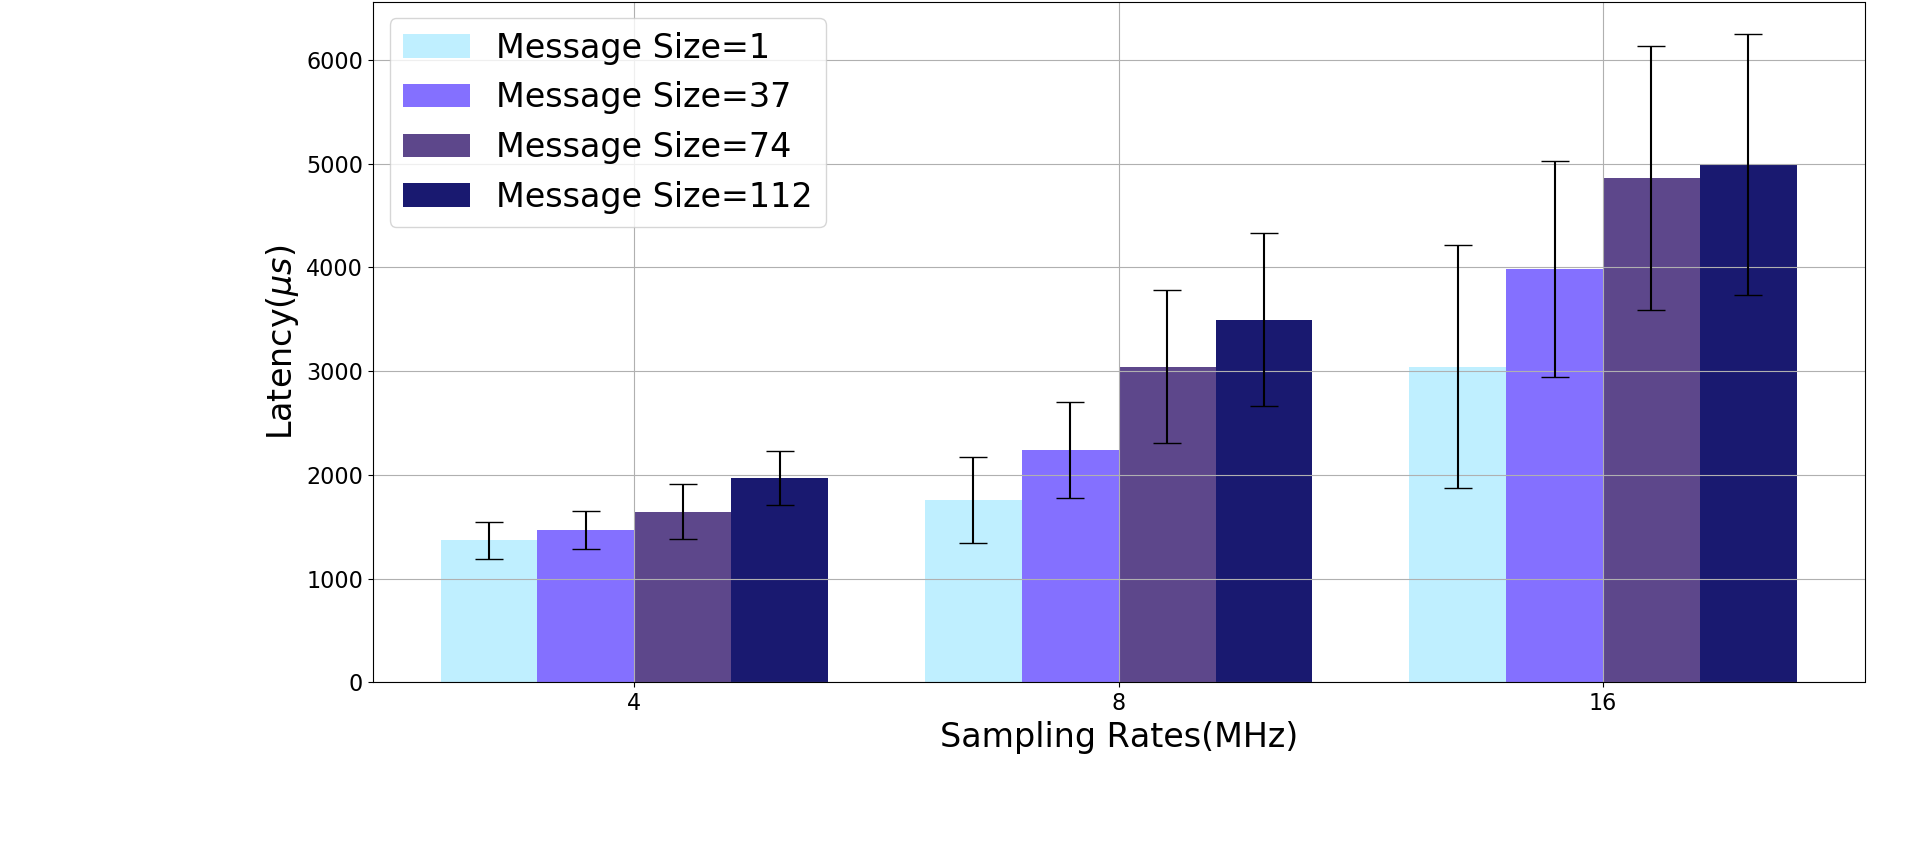 Message Size=1
Message Size=37
Message Size=74
Message Size=112
6000
5000
4000
3000
2000
1000
0
Latency(μs)
4 8 16
Sampling Rates(MHz)